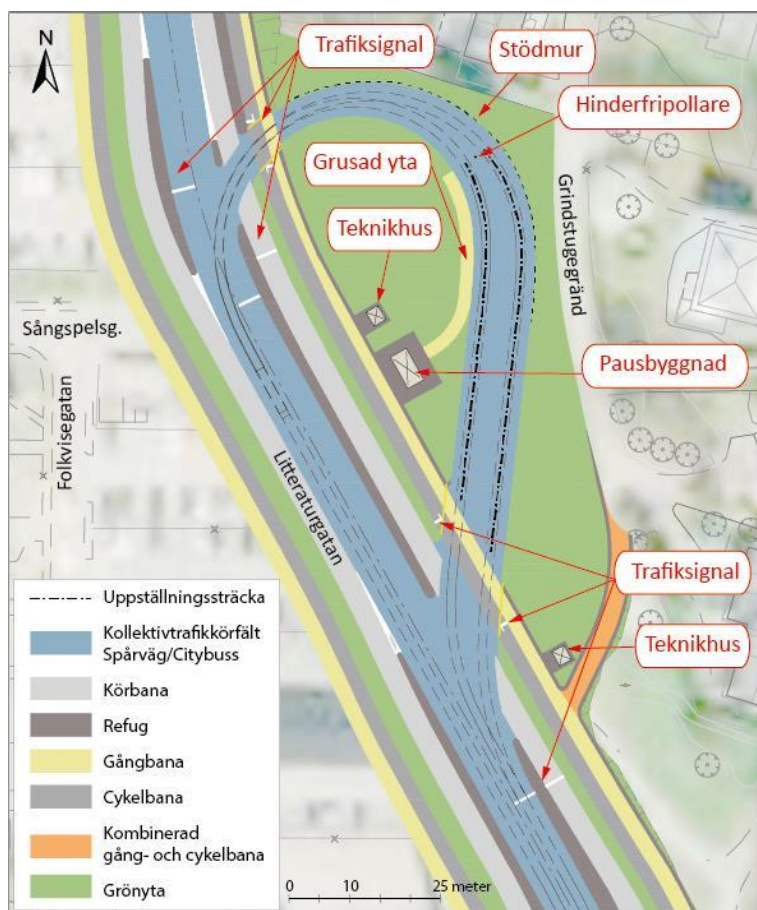 N
Trafiksignal
Stödmur
Hinderfripollare
Grusad yta
Teknikhus
Grindstugegränd
Sångspelsg.
Folkvisegatan
Pausbyggnad
Litteraturgatan
Trafiksignal
Teknikhus
Uppställningssträcka
Kollektivtrafikkörfält
Spårväg/Citybuss
Körbana
Refug
Gångbana
Cykelbana
Kombinerad
gång- och cykelbana
Grönyta
0 10 25 meter